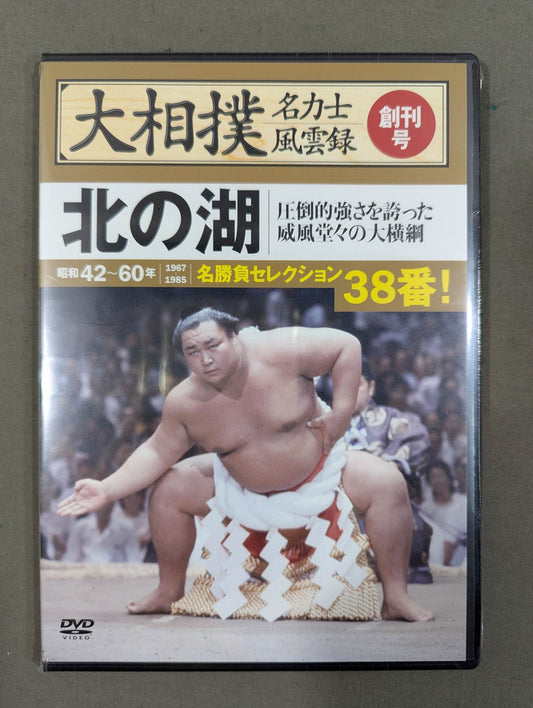 大相撲
名力士
風雲録
創刊
号
北の湖
圧倒的強さを誇った
威風堂々の大横綱
昭和42〜60年
1967
1985
名勝負セレクション
38番!
DVD
VIDEO